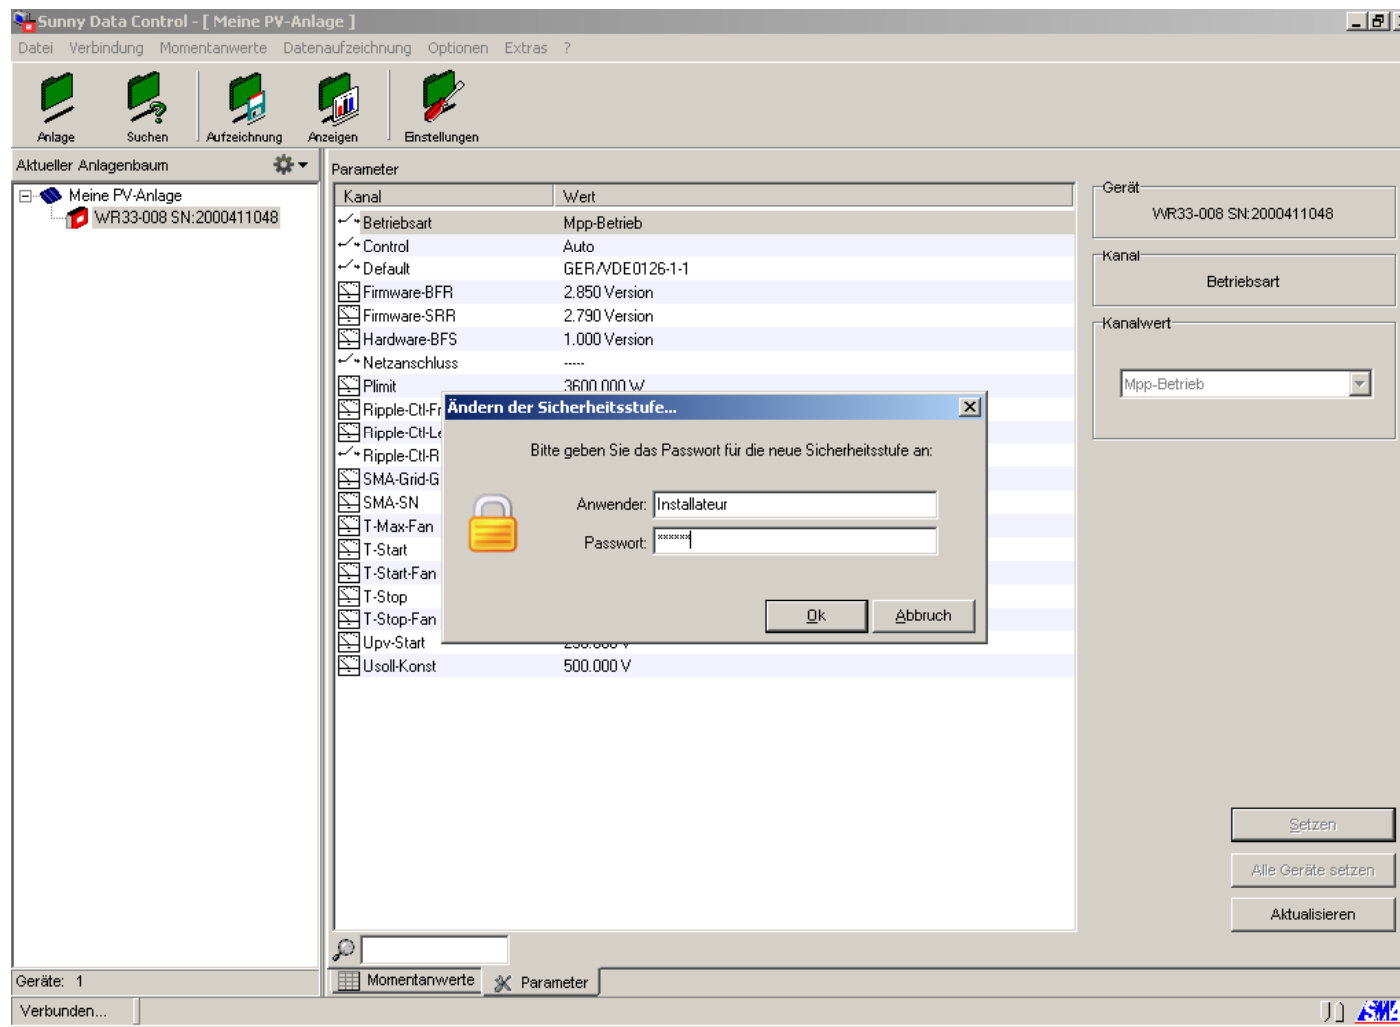 Sunny Data Control - [ Meine PV-Anlage ]
Datei Verbindung Momentanwerte Datenaufzeichnung Optionen Extras ?
Anlage Suchen Aufzeichnung Anzeigen Einstellungen
Aktueller Anlagenbaum
Meine PV-Anlage
WR33-008 SN:2000411048
Parameter
Kanal Wert
Betriebsart Mpp-Betrieb
Control Auto
Default GER/VDE0126-1-1
Firmware-BFR 2.850 Version
Firmware-SRR 2.790 Version
Hardware-BFS 1.000 Version
Netzanschluss -----
Plimit 3600.000 W
Ripple-Ctl-Fr
Ripple-Ctl-Le
Ripple-Ctl-R
SMA-Grid-G
SMA-SN
T-Max-Fan
T-Start
T-Start-Fan
T-Stop
T-Stop-Fan
Upv-Start
Usoll-Konst 500.000 V
Ändern der Sicherheitsstufe...
Bitte geben Sie das Passwort für die neue Sicherheitsstufe an:
Anwender: Installateur
Passwort: ******
Ok Abbruch
Gerät
WR33-008 SN:2000411048
Kanal
Betriebsart
Kanalwert
Mpp-Betrieb
Setzen
Alle Geräte setzen
Aktualisieren
Momentanwerte Parameter
Geräte: 1
Verbunden...
SMA